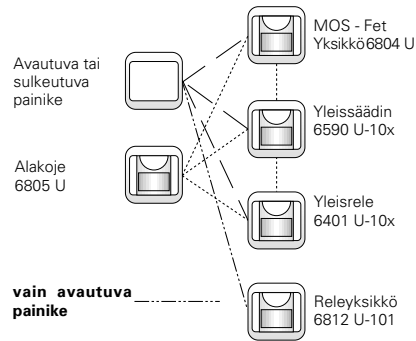 MOS - Fet
Yksikkö6804 U
Avautuva tai
sulkeutuva
painike
Yleissäädin
6590 U-10x
Alakoje
6805 U
Yleisrele
6401 U-10x
vain avautuva
painike
Releyksikkö
6812 U-101